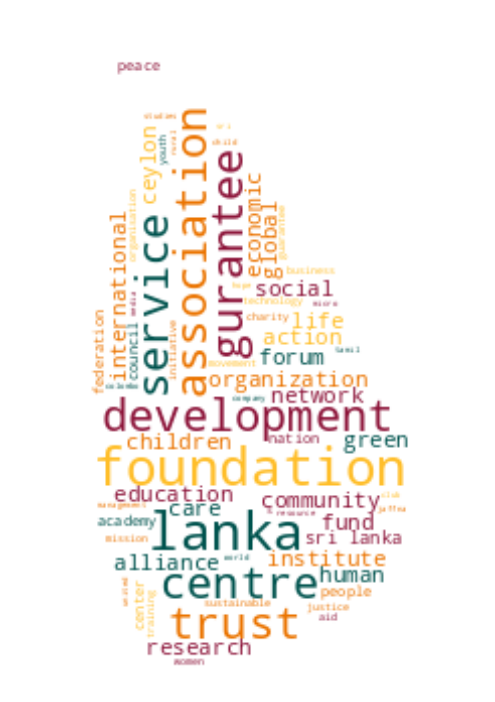 peace
studies
sri
youth
rural
child
ceylon
association
gurantee
economic
global
guarantee
organisation
international
service
business
hope
social
media
technology
micro
federation
council
initiative
charity
life
action
movement
forum
tamil
colombo
organization
company
network
development
children
nation
green
foundation
education
community
club
management
care
resource
jaffna
academy
lanka
fund
mission
sri lanka
alliance
world
institute
united
centre
human
center
training
people
sustainable
justice
trust
aid
research
women